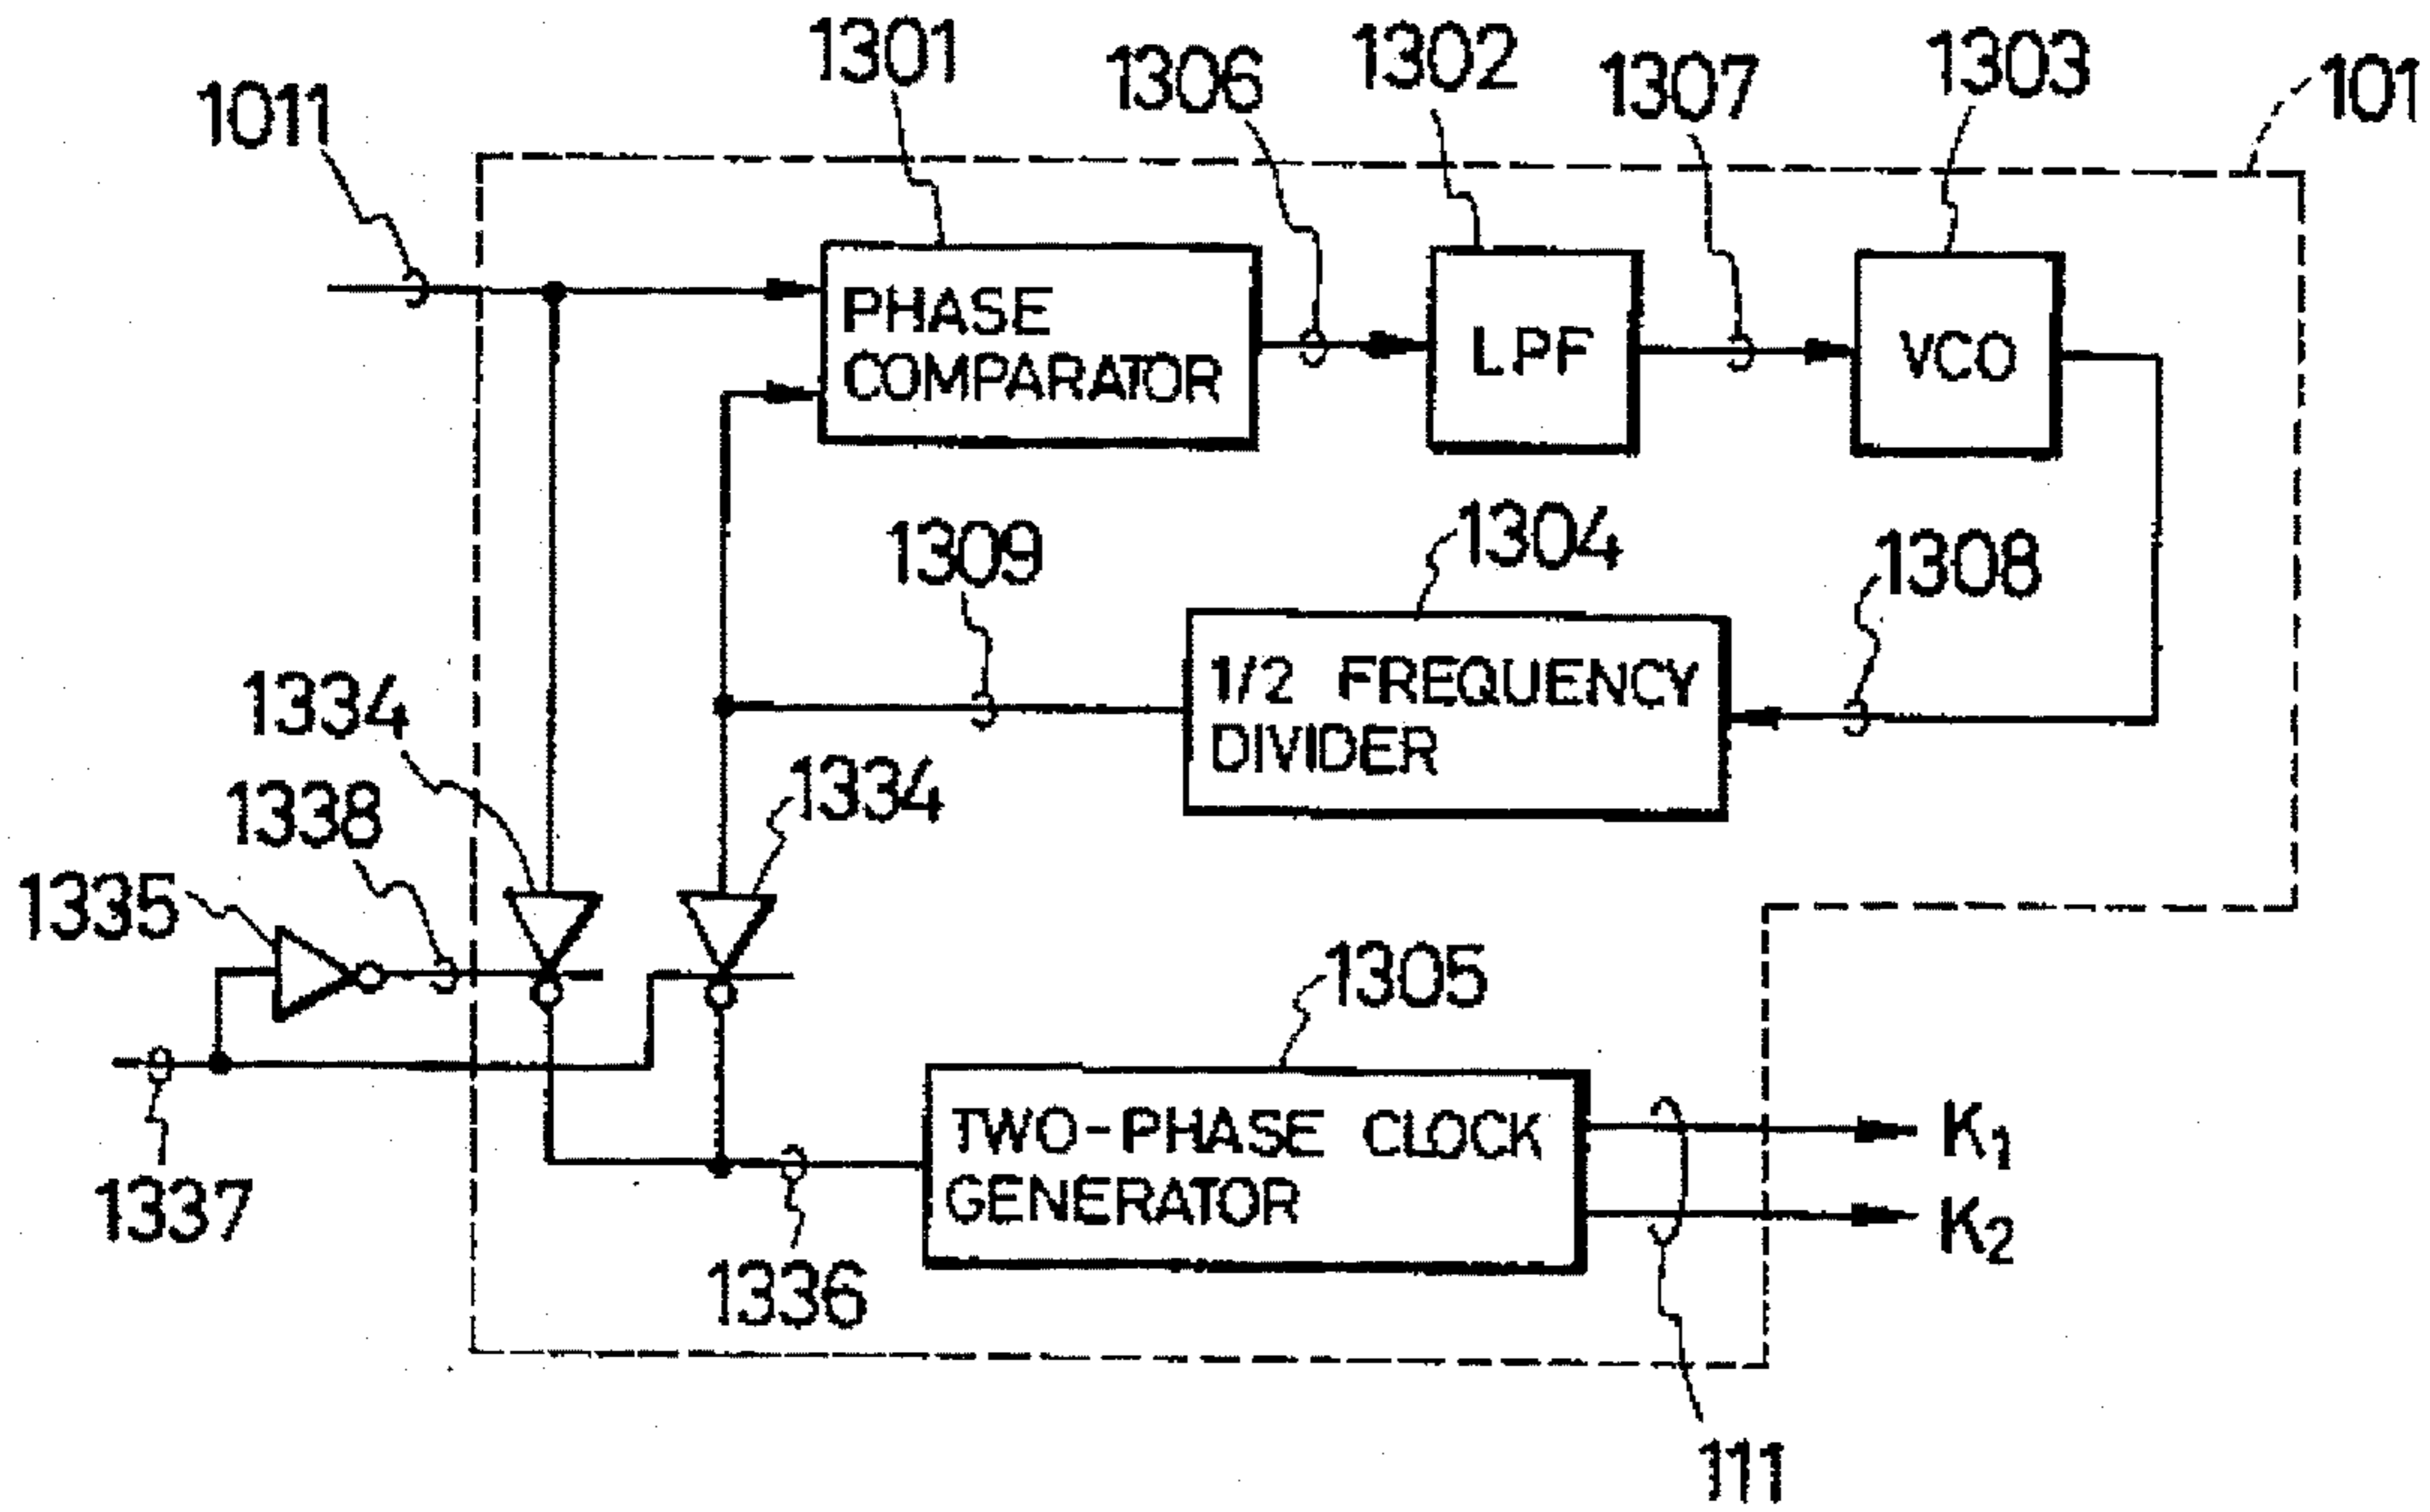 1301
1306
1302
1307
1303
101
1011
PHASE
COMPARATOR
LPF
VCO
1309
1304
1308
1/2 FREQUENCY
DIVIDER
1334
1338
1334
1335
1305
TWO-PHASE CLOCK
GENERATOR
K1
K2
1337
1336
111